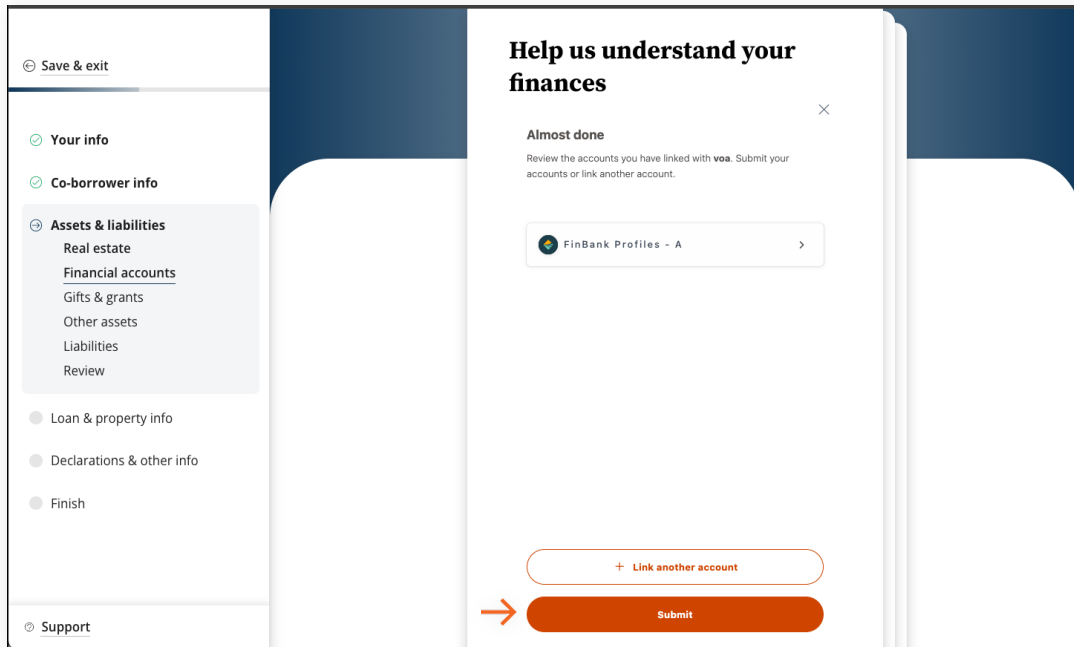 Save & exit
Your info
Co-borrower info
Assets & liabilities
Real estate
Financial accounts
Gifts & grants
Other assets
Liabilities
Review
Loan & property info
Declarations & other info
Finish
Support
Help us understand your
finances
Almost done
Review the accounts you have linked with voa. Submit your
accounts or link another account.
FinBank Profiles - A
+ Link another account
Submit